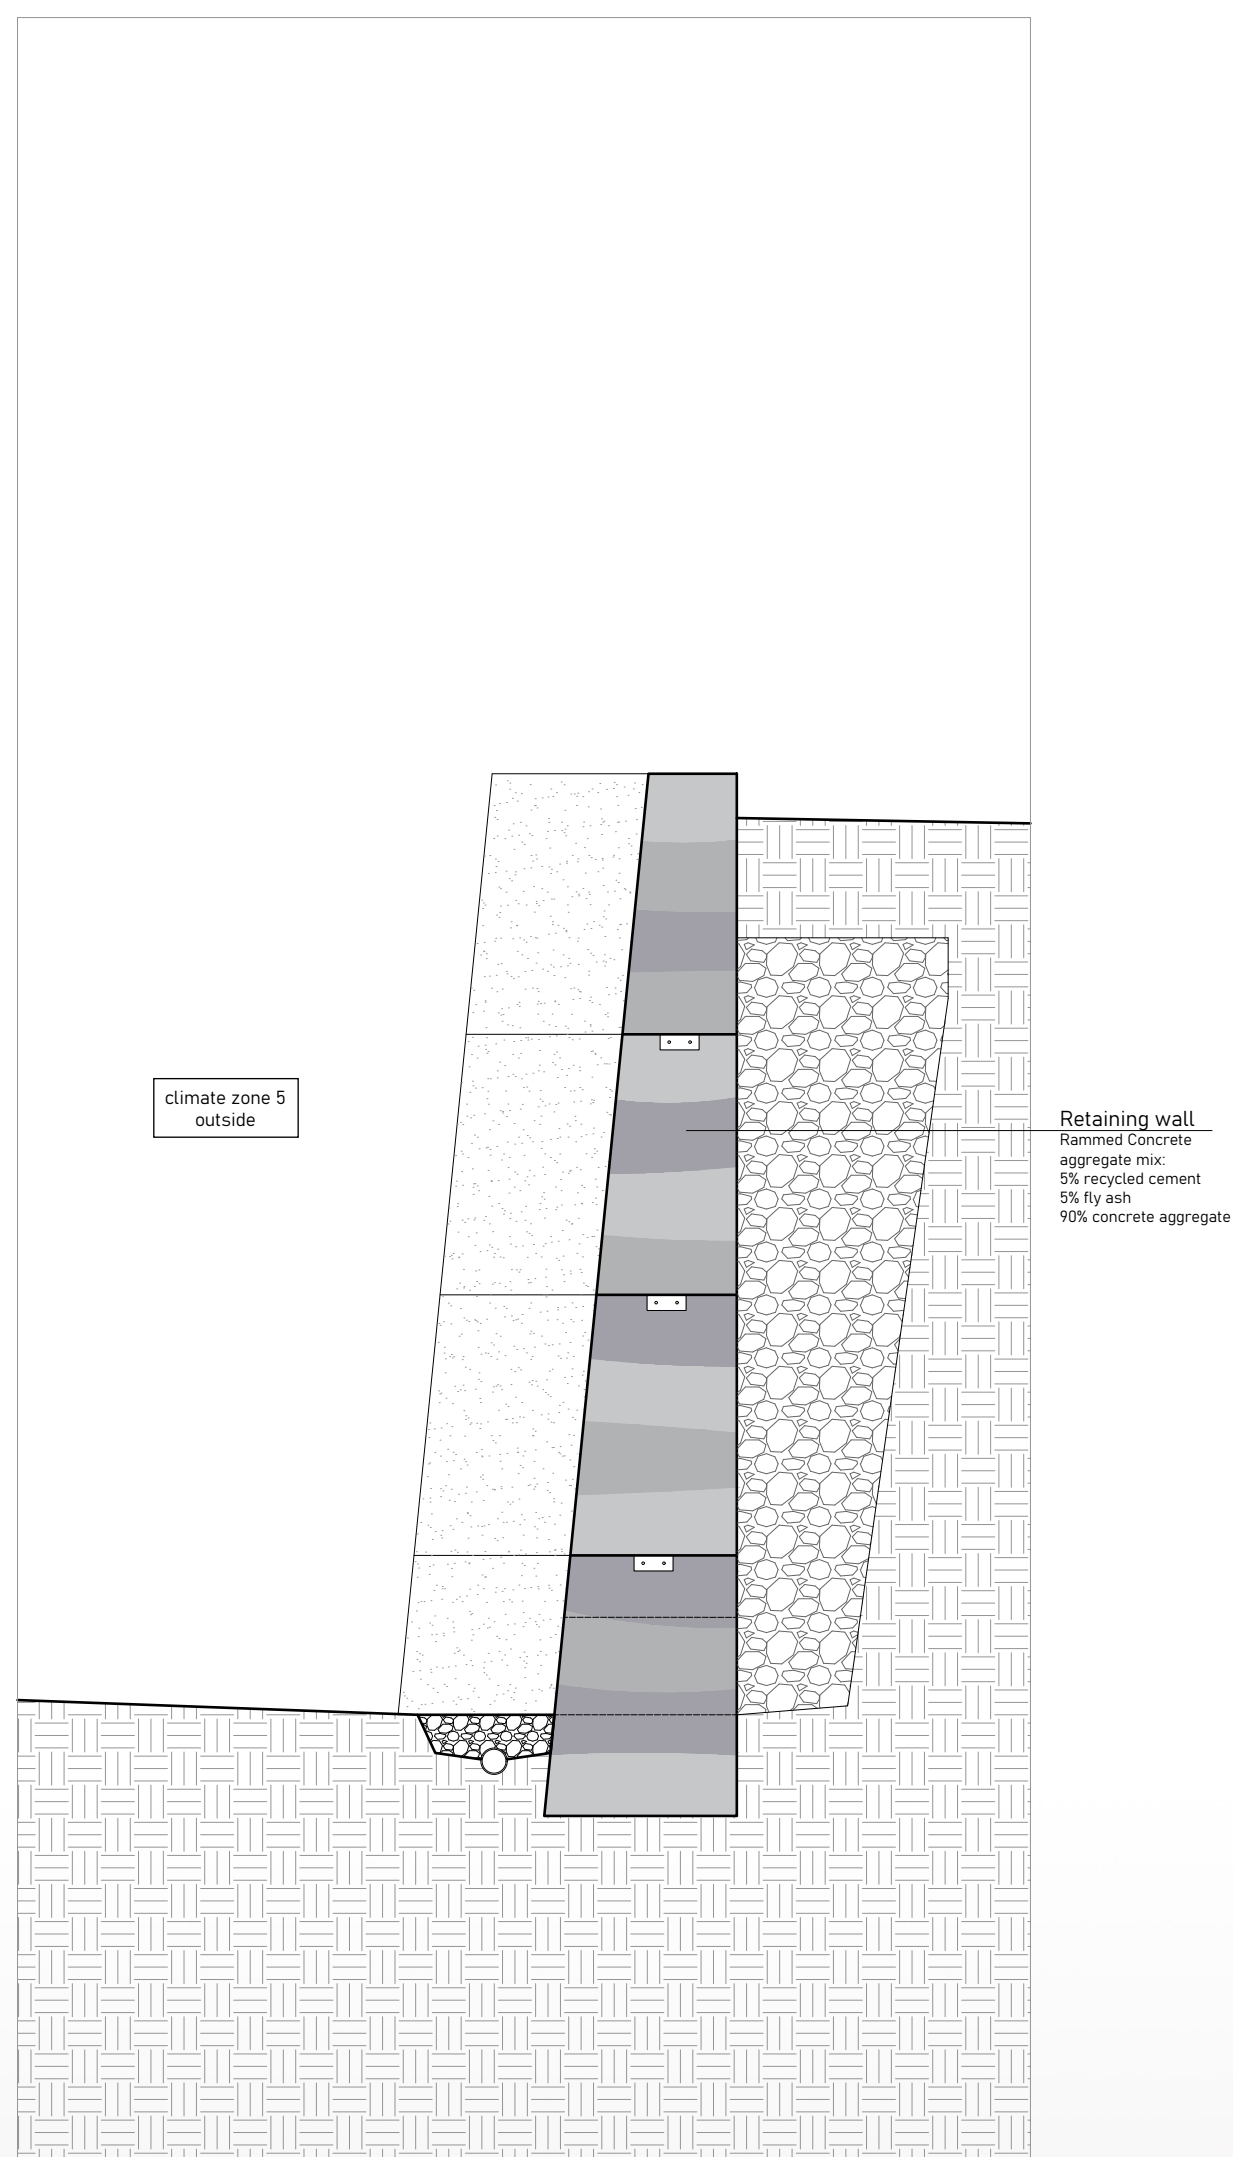 climate zone 5
outside
Retaining wall
Rammed Concrete
aggregate mix:
5% recycled cement
5% fly ash
90% concrete aggregate